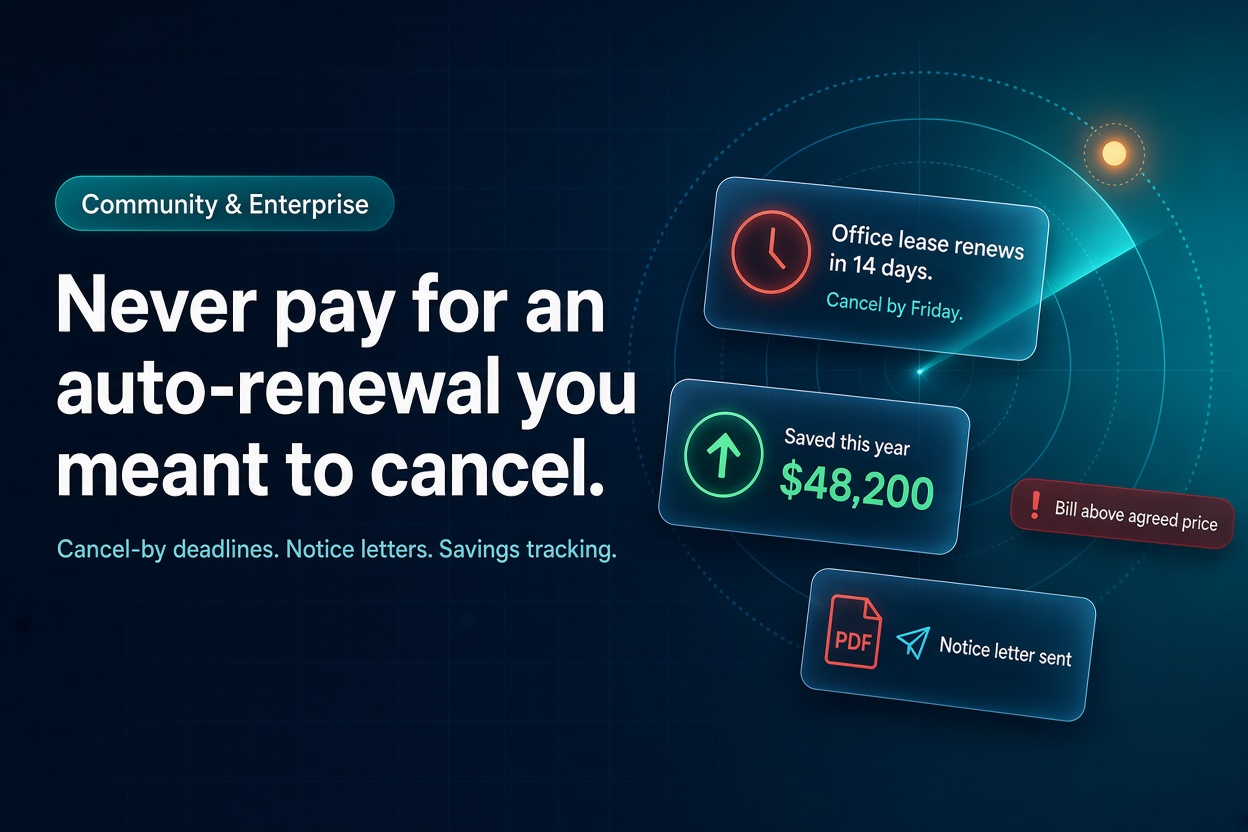 Community & Enterprise
Never pay for an
auto-renewal you
meant to cancel.
Cancel-by deadlines. Notice letters. Savings tracking.
Office lease renews
in 14 days.
Cancel by Friday.
Saved this year
$48,200
! Bill above agreed price
PDF
Notice letter sent